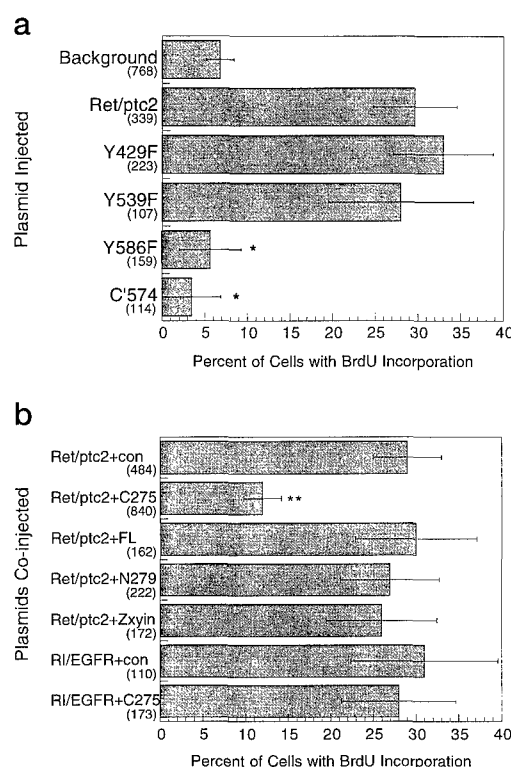 a
Plasmid Injected
Background
(768)
Ret/ptc2
(339)
Y429F
(223)
Y539F
(107)
Y586F
(159)
*
C'574
(114)
*
0 5 10 15 20 25 30 35 40
Percent of Cells with BrdU Incorporation
b
Plasmids Co-injected
Ret/ptc2+con
(484)
Ret/ptc2+C275
(840)
**
Ret/ptc2+FL
(162)
Ret/ptc2+N279
(222)
Ret/ptc2+Zxyin
(172)
RI/EGFR+con
(110)
RI/EGFR+C275
(173)
0 5 10 15 20 25 30 35 40
Percent of Cells with BrdU Incorporation